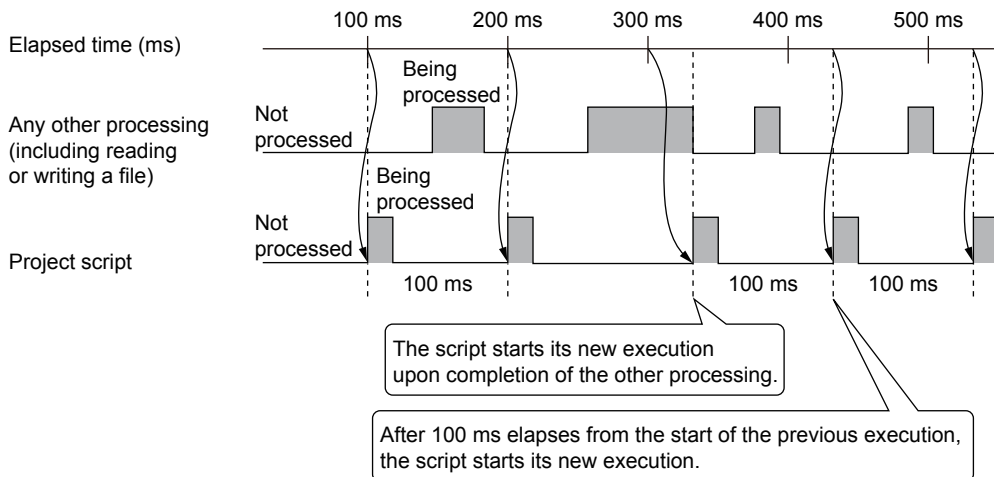 100 ms 200 ms 300 ms 400 ms 500 ms
Elapsed time (ms)
Being
processed
Not
processed
Any other processing
(including reading
or writing a file)
Being
processed
Not
processed
Project script
100 ms 100 ms 100 ms
The script starts its new execution
upon completion of the other processing.
After 100 ms elapses from the start of the previous execution,
the script starts its new execution.